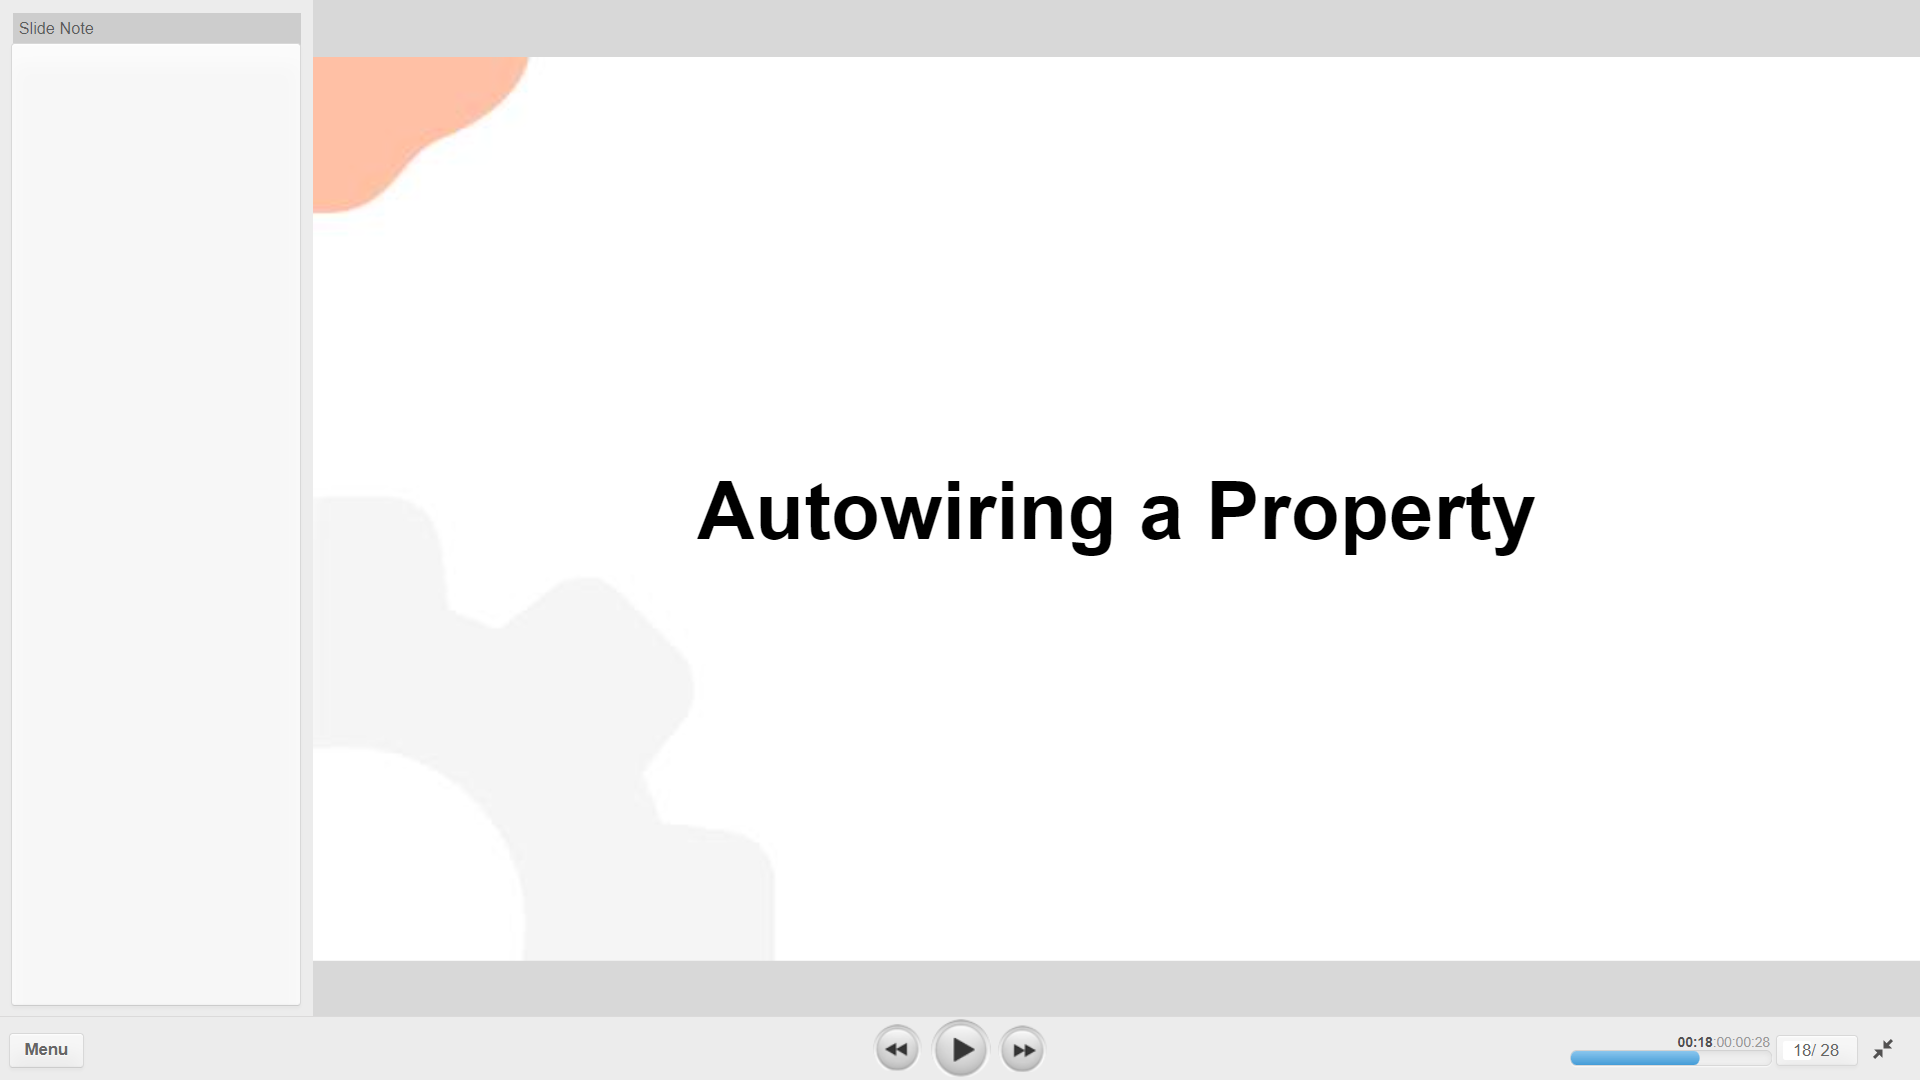 Slide Note
Autowiring a Property
Menu
00:18:00:00:28
18/ 28